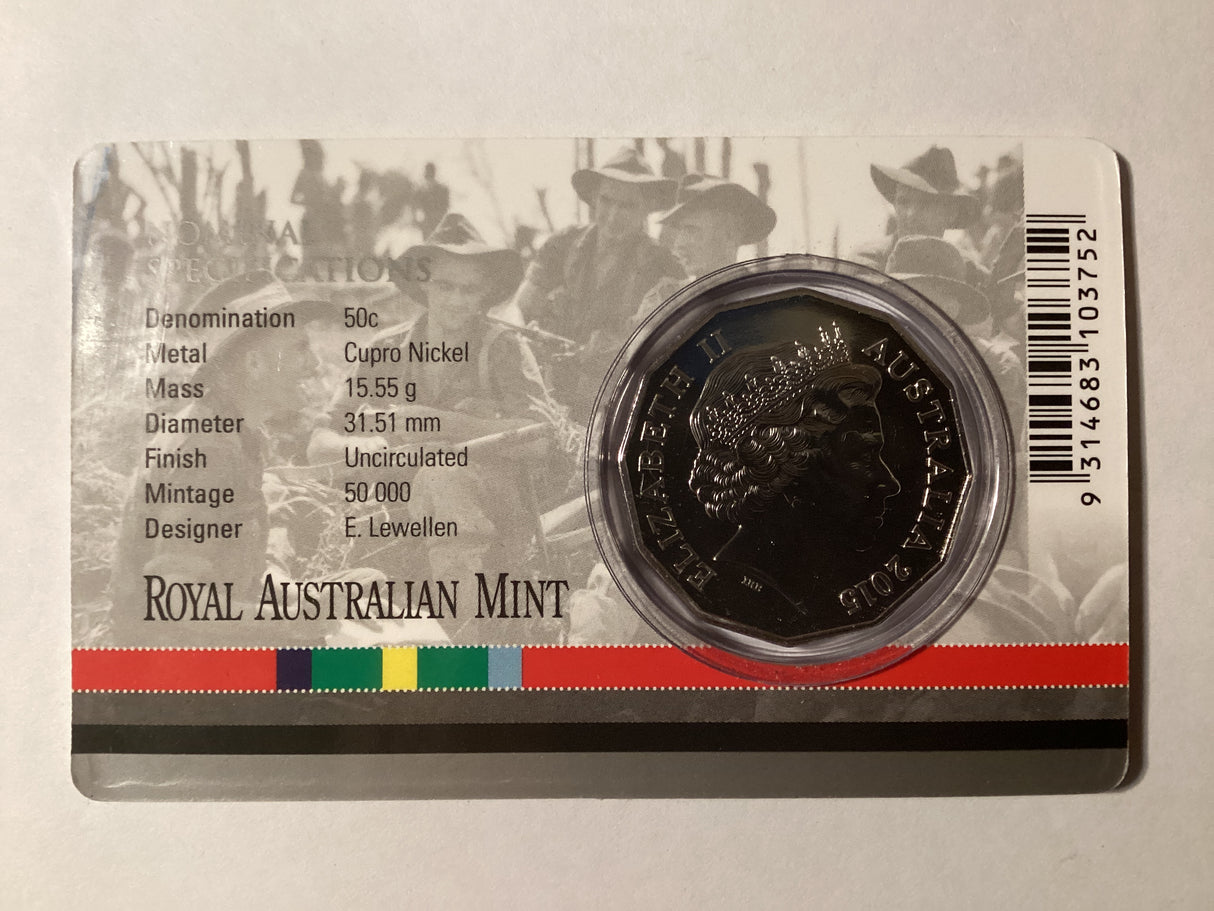 NOMINAL
SPECIFICATIONS
Denomination 50c
Metal Cupro Nickel
Mass 15.55 g
Diameter 31.51 mm
Finish Uncirculated
Mintage 50 000
Designer E. Lewellen
ROYAL AUSTRALIAN MINT
ELIZABETH II AUSTRALIA 2015
IRB
9 314683 103752